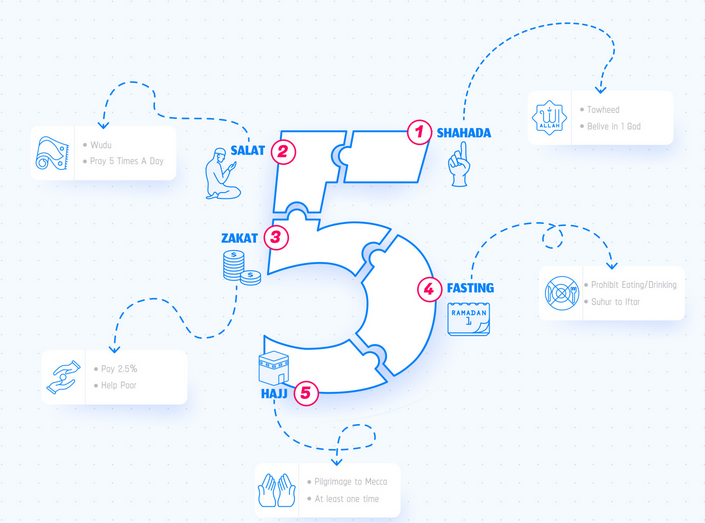 1 SHAHADA
ALLAH
Tawheed
Belive in 1 God
SALAT 2
Wudu
Pray 5 Times A Day
ZAKAT 3
$
$
Pay 2.5%
Help Poor
4 FASTING
RAMADAN
1
Prohibit Eating/Drinking
Suhur to Iftar
HAJJ 5
Pilgrimage to Mecca
At least one time